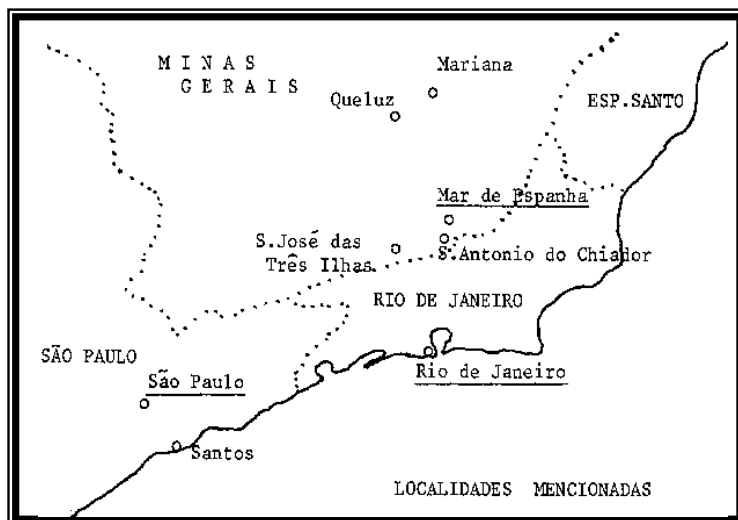 MINAS
GERAIS
Mariana
Queluz
ESP.SANTO
Mar de Espanha
S.José das
Três Ilhas
S.Antonio do Chiador
RIO DE JANEIRO
SÃO PAULO
São Paulo
Rio de Janeiro
Santos
LOCALIDADES MENCIONADAS